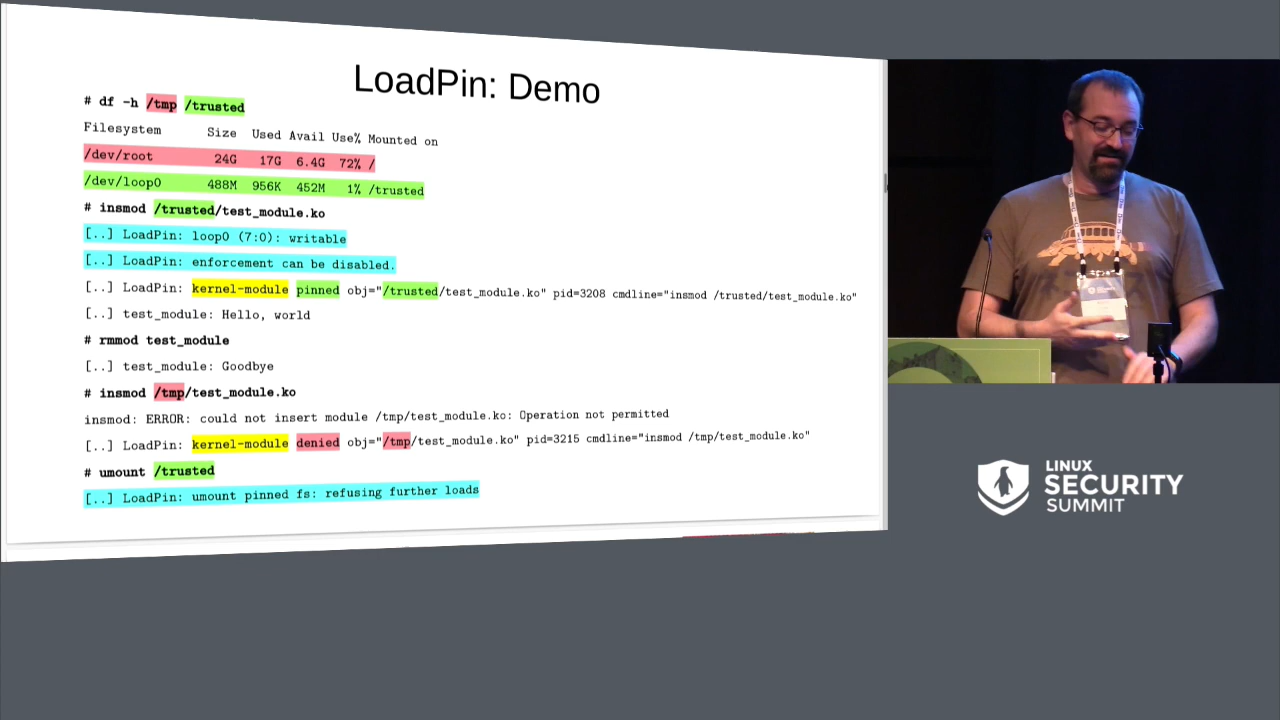 LoadPin: Demo
# df -h /tmp /trusted
Filesystem Size Used Avail Use% Mounted on
/dev/root 24G 17G 6.4G 72% /
/dev/loop0 488M 956K 452M 1% /trusted
# insmod /trusted/test_module.ko
[..] LoadPin: loop0 (7:0): writable
[..] LoadPin: enforcement can be disabled.
[..] LoadPin: kernel-module pinned obj="/trusted/test_module.ko" pid=3208 cmdline="insmod /trusted/test_module.ko"
[..] test_module: Hello, world
# rmmod test_module
[..] test_module: Goodbye
# insmod /tmp/test_module.ko
insmod: ERROR: could not insert module /tmp/test_module.ko: Operation not permitted
[..] LoadPin: kernel-module denied obj="/tmp/test_module.ko" pid=3215 cmdline="insmod /tmp/test_module.ko"
# umount /trusted
[..] LoadPin: umount pinned fs: refusing further loads
LINUX
SECURITY
SUMMIT